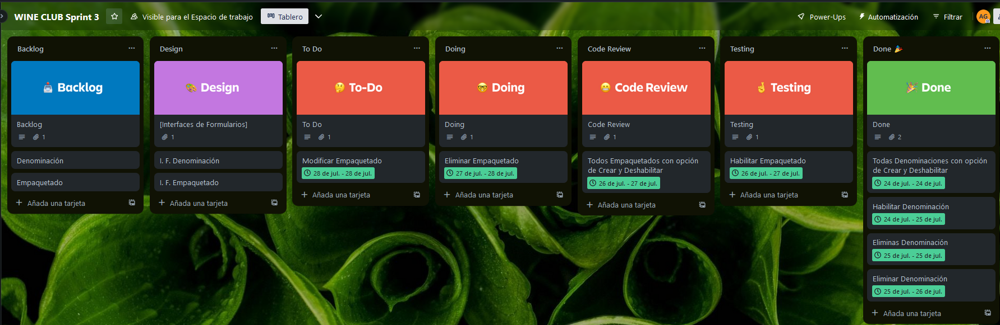 WINE CLUB Sprint 3
Visible para el Espacio de trabajo
Tablero
Power-Ups
Automatización
Filtrar
AG
Backlog
Backlog
Backlog
1
Denominación
Empaquetado
Añada una tarjeta
Design
Design
[Interfaces de Formularios]
1
I. F. Denominación
I. F. Empaquetado
Añada una tarjeta
To Do
To-Do
To Do
1
Modificar Empaquetado
28 de jul. - 28 de jul.
Añada una tarjeta
Doing
Doing
Doing
1
Eliminar Empaquetado
27 de jul. - 28 de jul.
Añada una tarjeta
Code Review
Code Review
Code Review
1
Todos Empaquetados con opción
de Crear y Deshabilitar
26 de jul. - 27 de jul.
Añada una tarjeta
Testing
Testing
Testing
1
Habilitar Empaquetado
26 de jul. - 27 de jul.
Añada una tarjeta
Done 🎉
Done
Done
2
Todas Denominaciones con opción
de Crear y Deshabilitar
24 de jul. - 24 de jul.
Habilitar Denominación
24 de jul. - 25 de jul.
Eliminas Denominación
25 de jul. - 25 de jul.
Eliminar Denominación
25 de jul. - 26 de jul.
Añada una tarjeta